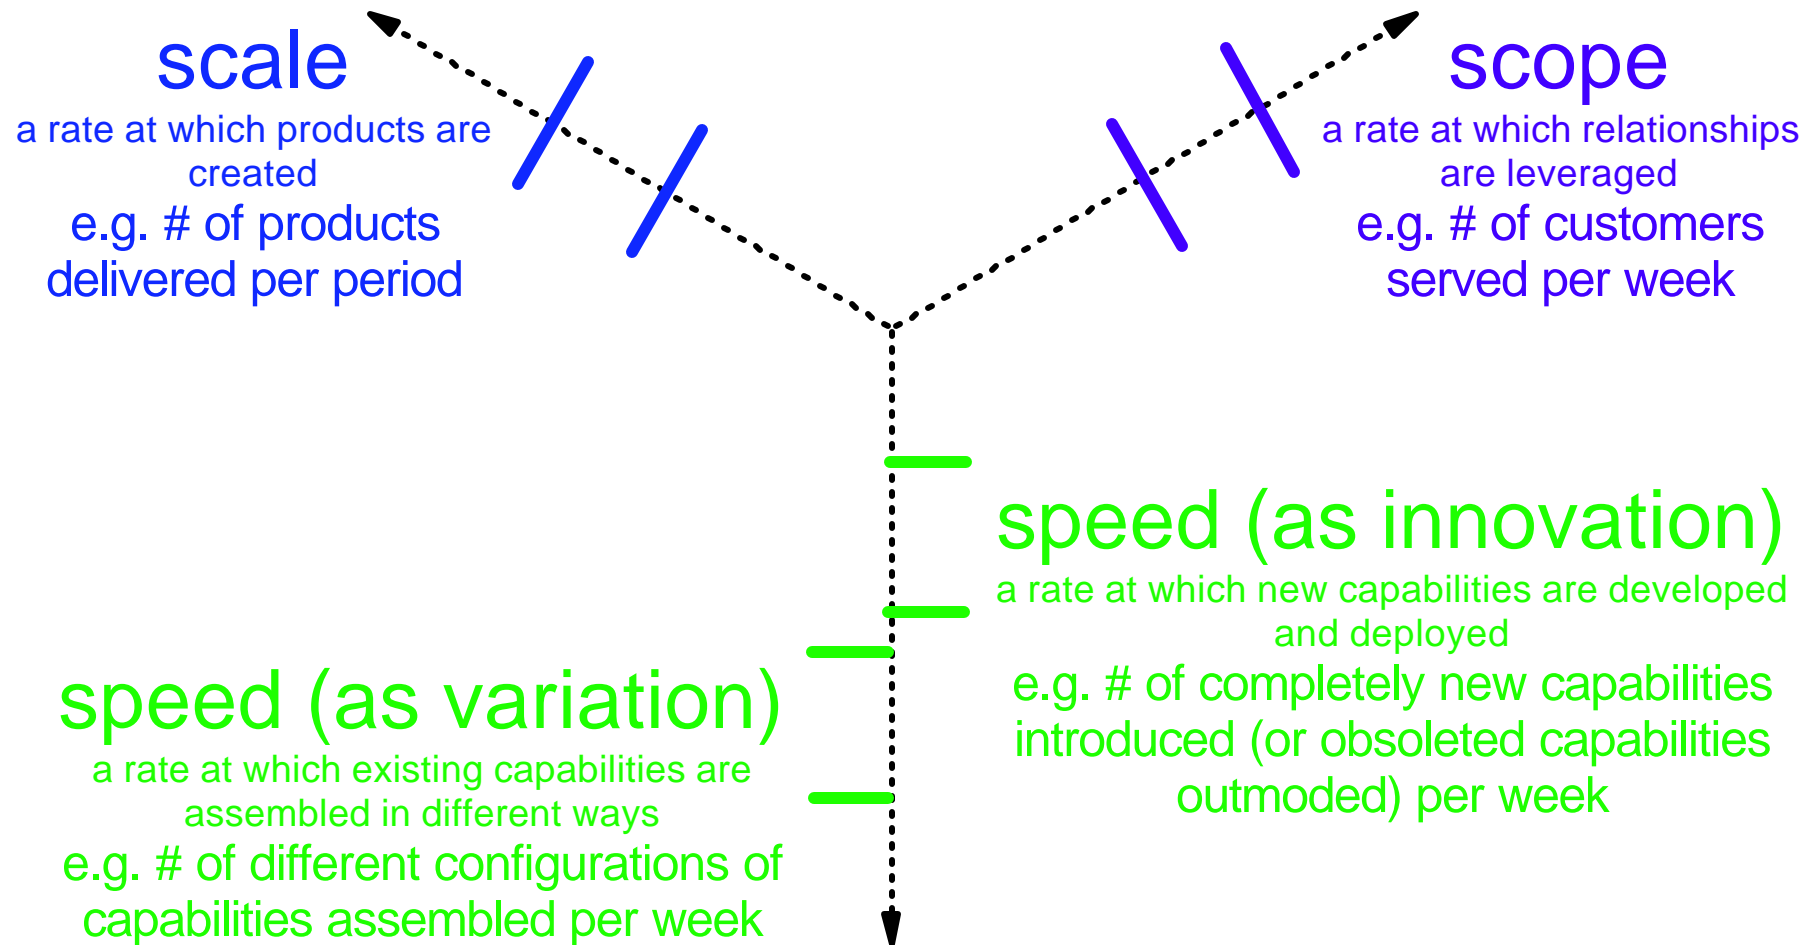 scale
a rate at which products are
created
e.g. # of products
delivered per period
scope
a rate at which relationships
are leveraged
e.g. # of customers
served per week
speed (as innovation)
a rate at which new capabilities are developed
and deployed
e.g. # of completely new capabilities
introduced (or obsoleted capabilities
outmoded) per week
speed (as variation)
a rate at which existing capabilities are
assembled in different ways
e.g. # of different configurations of
capabilities assembled per week